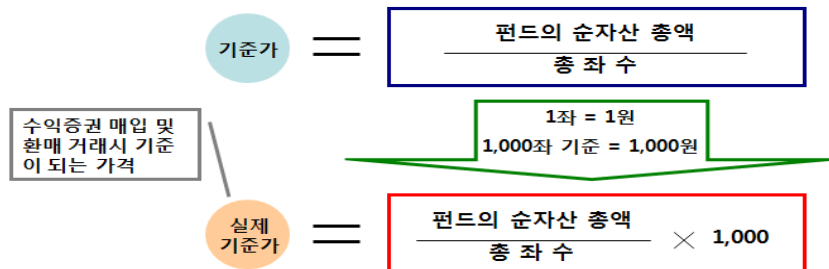 기준가
펀드의 순자산 총액
총 좌 수
1좌 = 1원
1,000좌 기준 = 1,000원
수익증권 매입 및
환매 거래시 기준
이 되는 가격
실제
기준가
펀드의 순자산 총액
총 좌 수
× 1,000